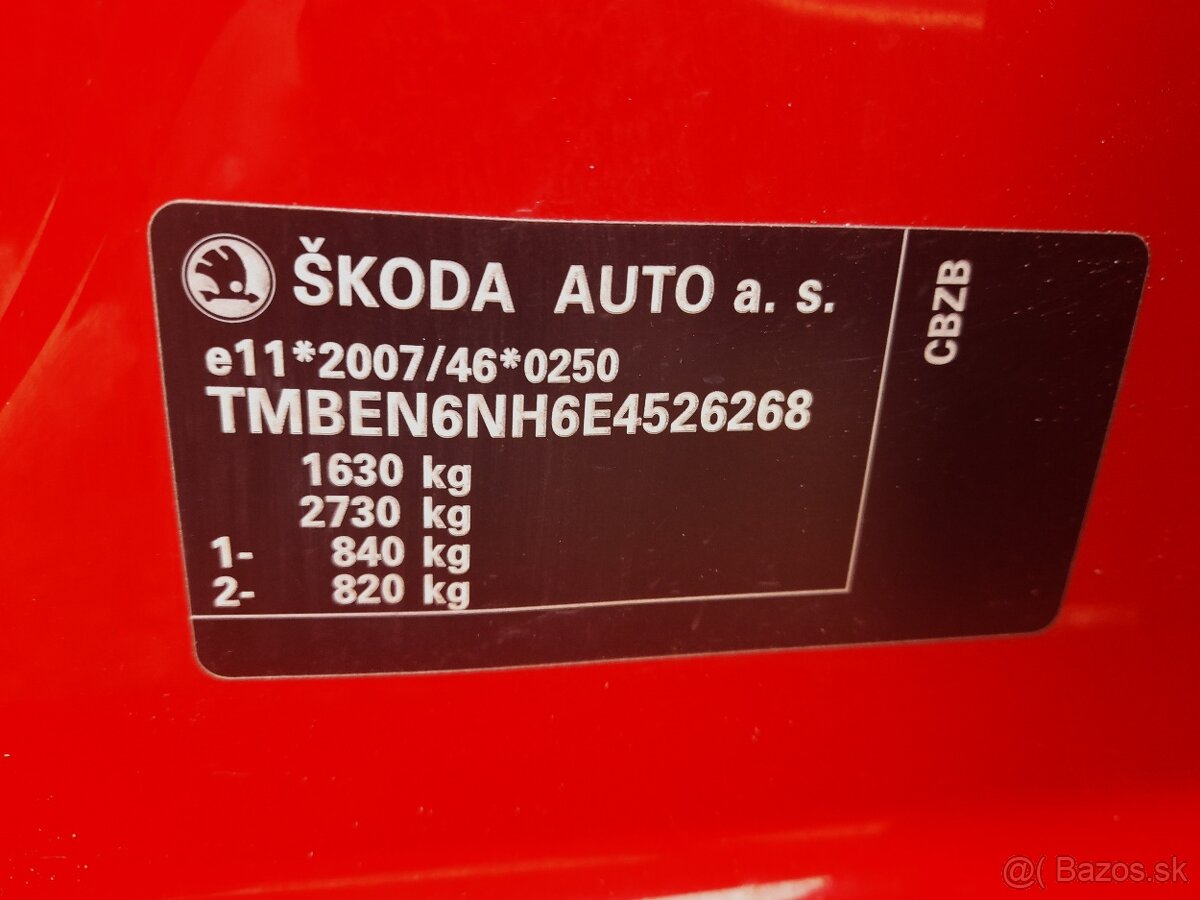 ŠKODA AUTO a. s.
e11*2007/46*0250
TMBEN6NH6E4526268
1630 kg
2730 kg
1- 840 kg
2- 820 kg
CBZB
@( Bazos.sk